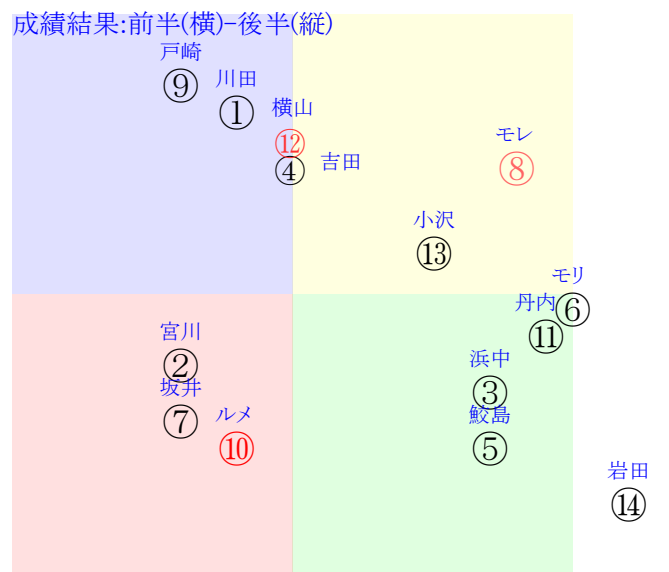 成績結果:前半(横)-後半(縦)
戸崎
⑨
川田
①
横山
⑫
④
吉田
モレ
⑧
小沢
⑬
モリ
⑥
丹内
⑪
宮川
②
浜中
③
坂井
⑦
ルメ
⑩
鮫島
⑤
岩田
⑭